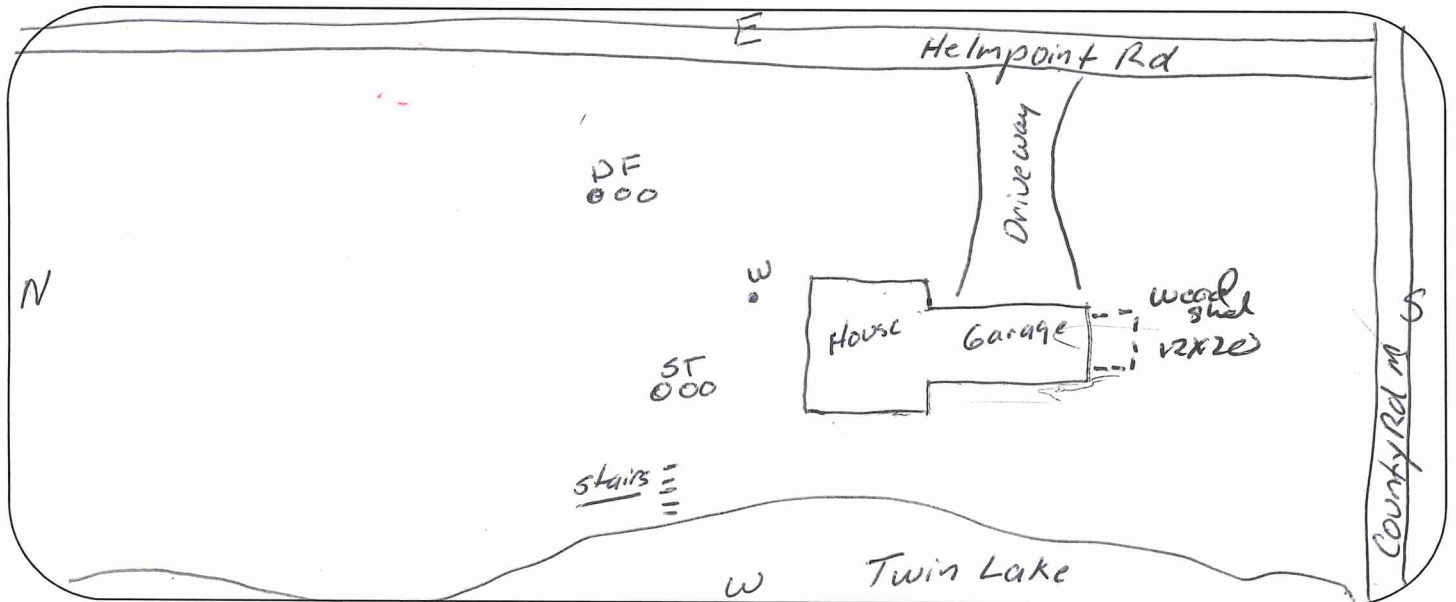 E
Helmpoint Rd
Driveway
DF
N
W
House
Garage
Wood
Shed
12x20
S
ST
stairs
County Rd M
W
Twin Lake